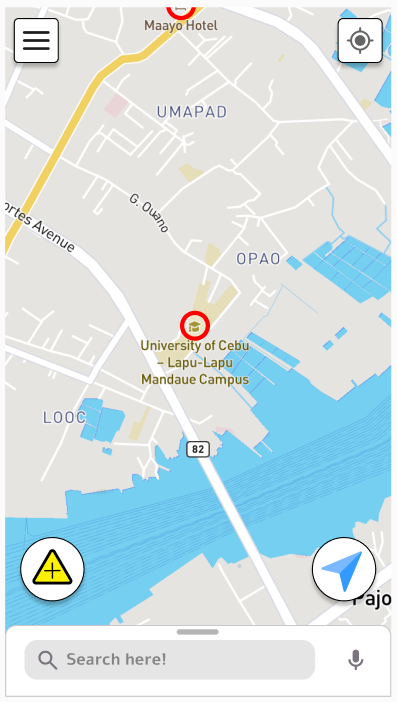 Maayo Hotel
UMAPAD
G. Ouano
ortes Avenue
OPAO
University of Cebu
– Lapu-Lapu
Mandaue Campus
LOOC
82
Pajo
Search here!